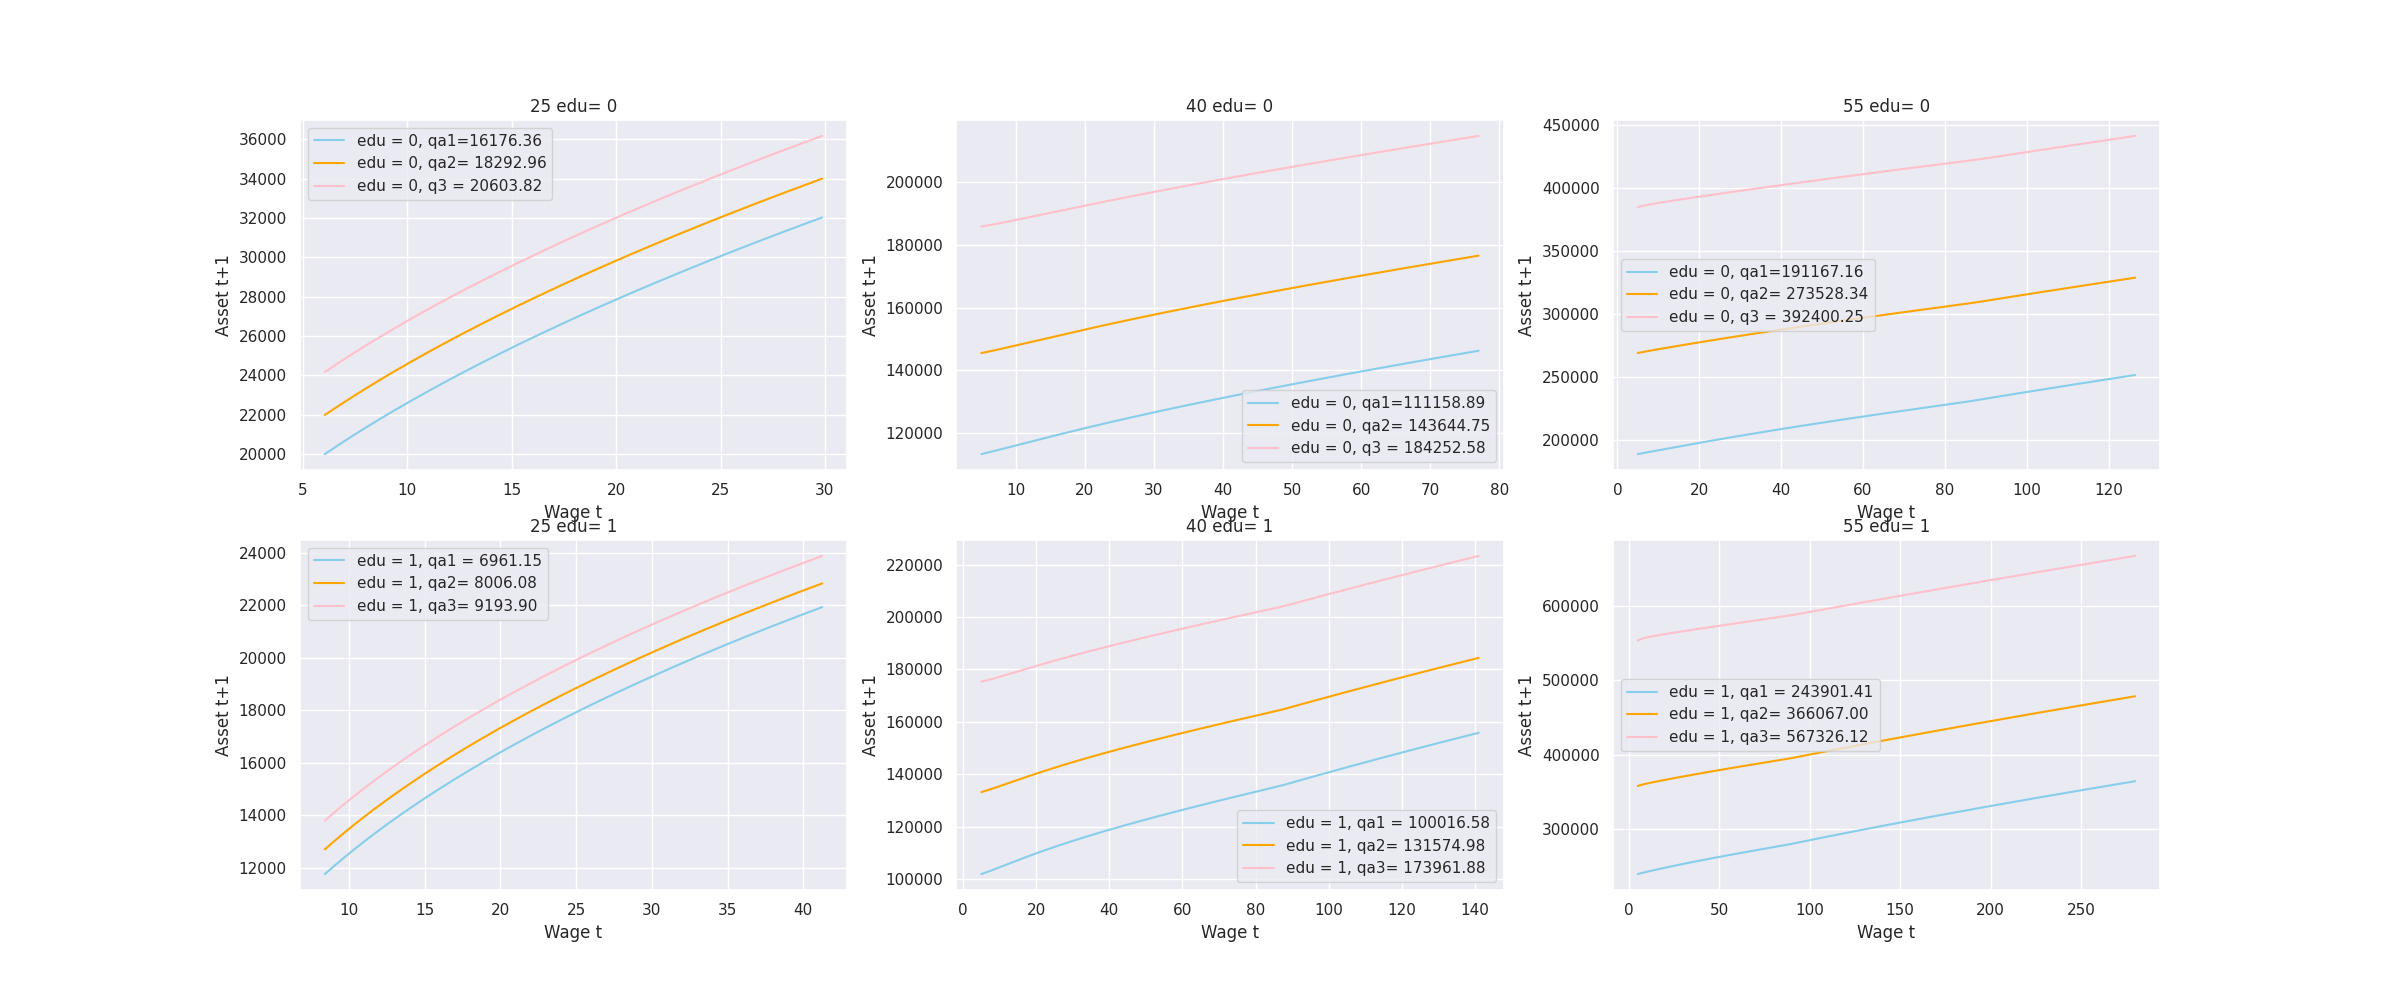 25 edu= 0
Asset t+1
36000
34000
32000
30000
28000
26000
24000
22000
20000
edu = 0, qa1=16176.36
edu = 0, qa2= 18292.96
edu = 0, q3 = 20603.82
5 10 15 20 25 30
Wage t
40 edu= 0
Asset t+1
200000
180000
160000
140000
120000
edu = 0, qa1=111158.89
edu = 0, qa2= 143644.75
edu = 0, q3 = 184252.58
10 20 30 40 50 60 70 80
Wage t
55 edu= 0
Asset t+1
450000
400000
350000
300000
250000
200000
edu = 0, qa1=191167.16
edu = 0, qa2= 273528.34
edu = 0, q3 = 392400.25
0 20 40 60 80 100 120
Wage t
25 edu= 1
Asset t+1
24000
22000
20000
18000
16000
14000
12000
edu = 1, qa1 = 6961.15
edu = 1, qa2= 8006.08
edu = 1, qa3= 9193.90
10 15 20 25 30 35 40
Wage t
40 edu= 1
Asset t+1
220000
200000
180000
160000
140000
120000
100000
edu = 1, qa1 = 100016.58
edu = 1, qa2= 131574.98
edu = 1, qa3= 173961.88
0 20 40 60 80 100 120 140
Wage t
55 edu= 1
Asset t+1
600000
500000
400000
300000
edu = 1, qa1 = 243901.41
edu = 1, qa2= 366067.00
edu = 1, qa3= 567326.12
0 50 100 150 200 250
Wage t